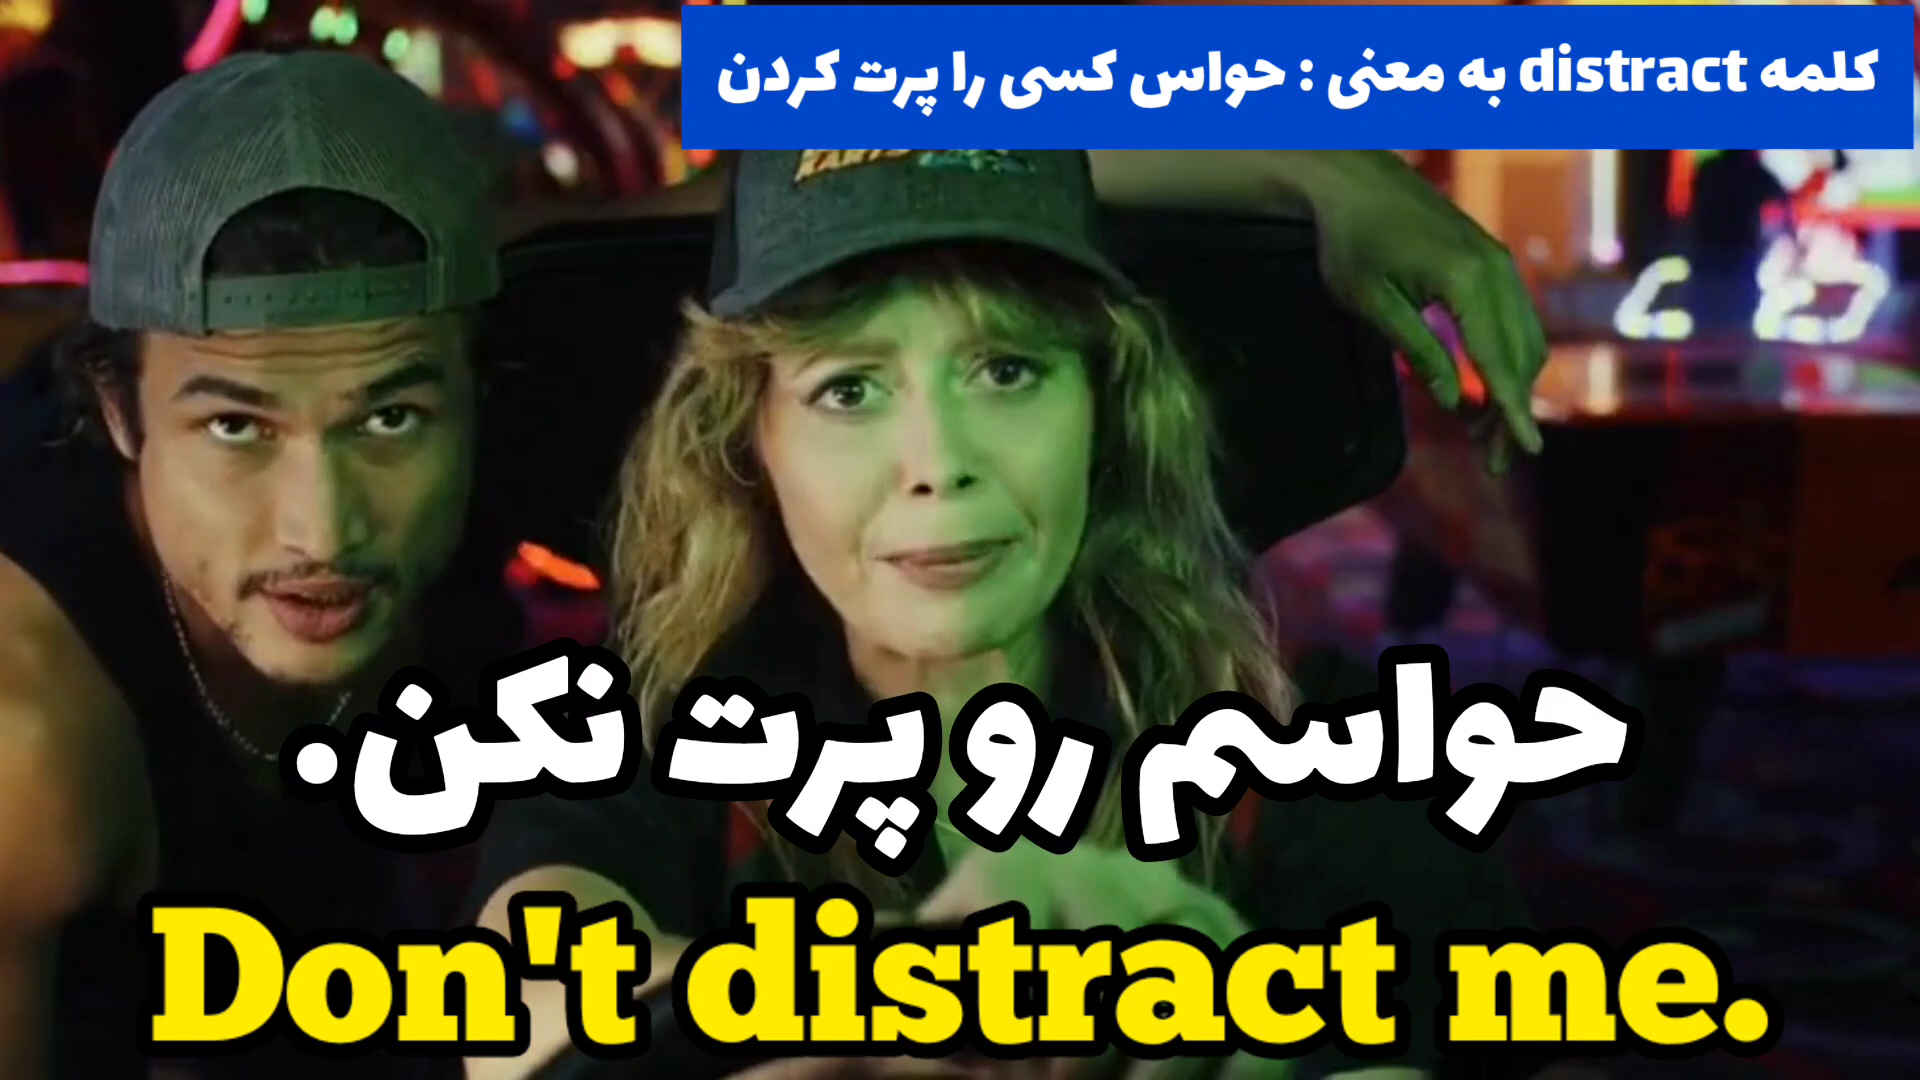 کلمه distract به معنی : حواس کسی را پرت کردن
حواسم رو پرت نکن.
Don't distract me.